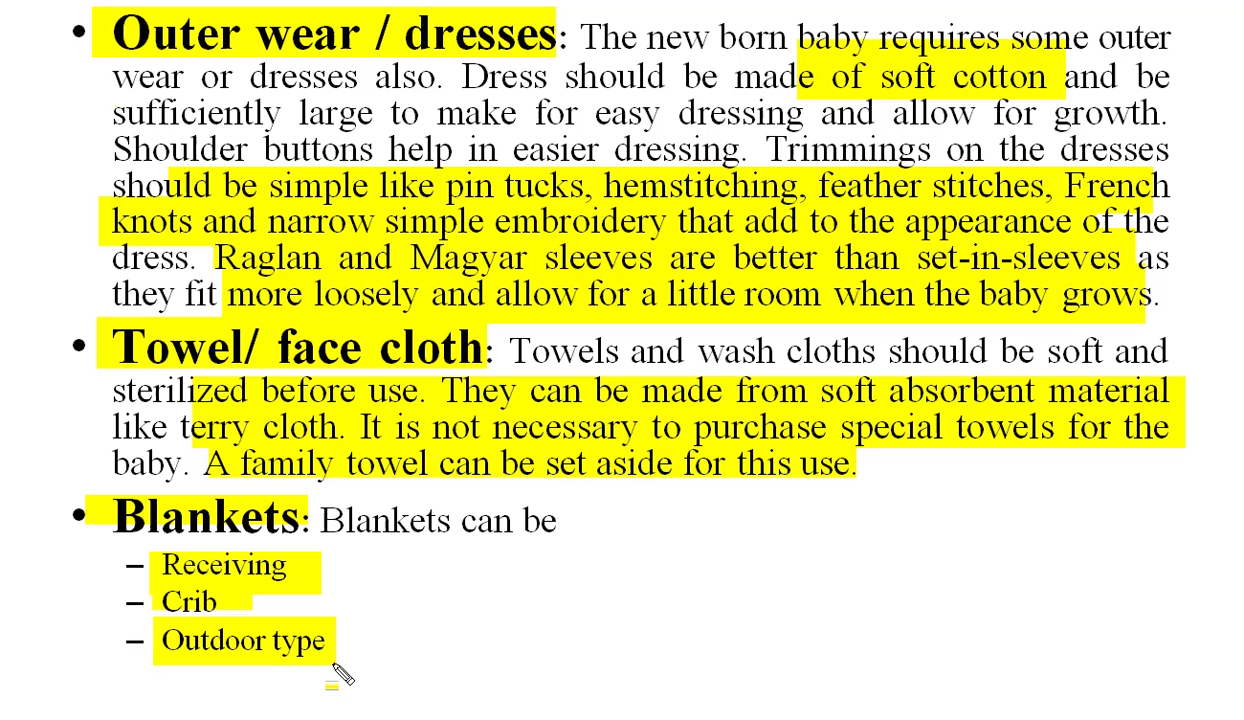 • Outer wear / dresses: The new born baby requires some outer
wear or dresses also. Dress should be made of soft cotton and be
sufficiently large to make for easy dressing and allow for growth.
Shoulder buttons help in easier dressing. Trimmings on the dresses
should be simple like pin tucks, hemstitching, feather stitches, French
knots and narrow simple embroidery that add to the appearance of the
dress. Raglan and Magyar sleeves are better than set-in-sleeves as
they fit more loosely and allow for a little room when the baby grows.
• Towel/ face cloth: Towels and wash cloths should be soft and
sterilized before use. They can be made from soft absorbent material
like terry cloth. It is not necessary to purchase special towels for the
baby. A family towel can be set aside for this use.
• Blankets: Blankets can be
– Receiving
– Crib
– Outdoor type